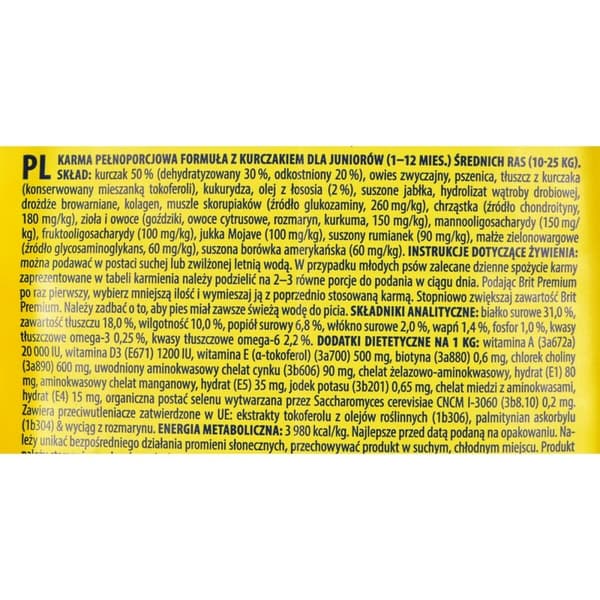 PL KARMA PEŁNOPORCJOWA FORMUŁA Z KURCZAKIEM DLA JUNIORÓW (1–12 MIES.) ŚREDNICH RAS (10-25 KG).
SKŁAD: kurczak 50 % (dehydratyzowany 30 %, odkostniony 20 %), owies zwyczajny, pszenica, tłuszcz z kurczaka
(konserwowany mieszanką tokoferoli), kukurydza, olej z łososia (2 %), suszone jabłka, hydrolizat wątroby drobiowej,
drożdże browarniane, kolagen, muszle skorupiaków (źródło glukozaminy, 260 mg/kg), chrząstka (źródło chondroityny,
180 mg/kg), zioła i owoce (goździki, owoce cytrusowe, rozmaryn, kurkuma, 150 mg/kg), mannooligosacharydy (150 mg/
kg), fruktooligosacharydy (100 mg/kg), jukka Mojave (100 mg/kg), suszony rumianek (90 mg/kg), małże zielonowargowe
(źródło glycosaminoglykans, 60 mg/kg), suszona borówka amerykańska (60 mg/kg). INSTRUKCJE DOTYCZĄCE ŻYWIENIA:
można podawać w postaci suchej lub zwilżonej letnią wodą. W przypadku młodych psów zalecane dzienne spożycie karmy
zaprezentowane w tabeli karmienia należy podzielić na 2–3 równe porcje do podania w ciągu dnia. Podając Brit Premium
po raz pierwszy, wybierz mniejszą ilość i wymieszaj ją z poprzednio stosowaną karmą. Stopniowo zwiększaj zawartość Brit
Premium. Należy zadbać o to, aby pies miał zawsze świeżą wodę do picia. SKŁADNIKI ANALITYCZNE: białko surowe 31,0 %,
zawartość tłuszczu 18,0 %, wilgotność 10,0 %, popiół surowy 6,8 %, włókno surowe 2,0 %, wapń 1,4 %, fosfor 1,0 %, kwasy
tłuszczowe omega-3 0,25 %, kwasy tłuszczowe omega-6 2,2 %. DODATKI DIETETYCZNE NA 1 KG: witamina A (3a672a)
20 000 IU, witamina D3 (E671) 1200 IU, witamina E (α-tokoferol) (3a700) 500 mg, biotyna (3a880) 0,6 mg, chlorek choliny
(3a890) 600 mg, uwodniony aminokwasowy chelat cynku (3b606) 90 mg, chelat żelazowo-aminokwasowy, hydrat (E1) 80
mg, aminokwasowy chelat manganowy, hydrat (E5) 35 mg, jodek potasu (3b201) 0,65 mg, chelat miedzi z aminokwasami,
hydrat (E4) 15 mg, organiczna postać selenu wytwarzana przez Saccharomyces cerevisiae CNCM I-3060 (3b8.10) 0,2 mg.
Zawiera przeciwutleniacze zatwierdzone w UE: ekstrakty tokoferolu z olejów roślinnych (1b306), palmitynian askorbylu
(1b304) & wyciąg z rozmarynu. ENERGIA METABOLICZNA: 3 980 kcal/kg. Najlepsze przed datą podaną na opakowaniu. Na-
leży unikać bezpośredniego działania promieni słonecznych, przechowywać produkt w suchym, chłodnym miejscu. Produkt